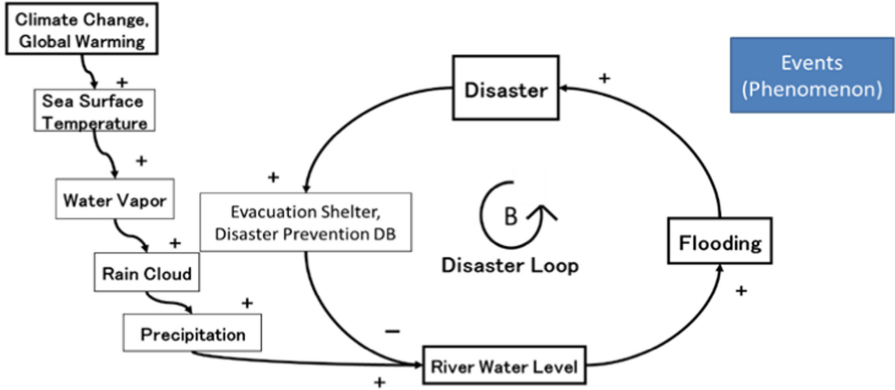 Climate Change,
Global Warming
+
Sea Surface
Temperature
+
Water Vapor
+
Rain Cloud
+
Precipitation
+
River Water Level
+
Flooding
+
Disaster
+
Evacuation Shelter,
Disaster Prevention DB
−
B
Disaster Loop
Events
(Phenomenon)